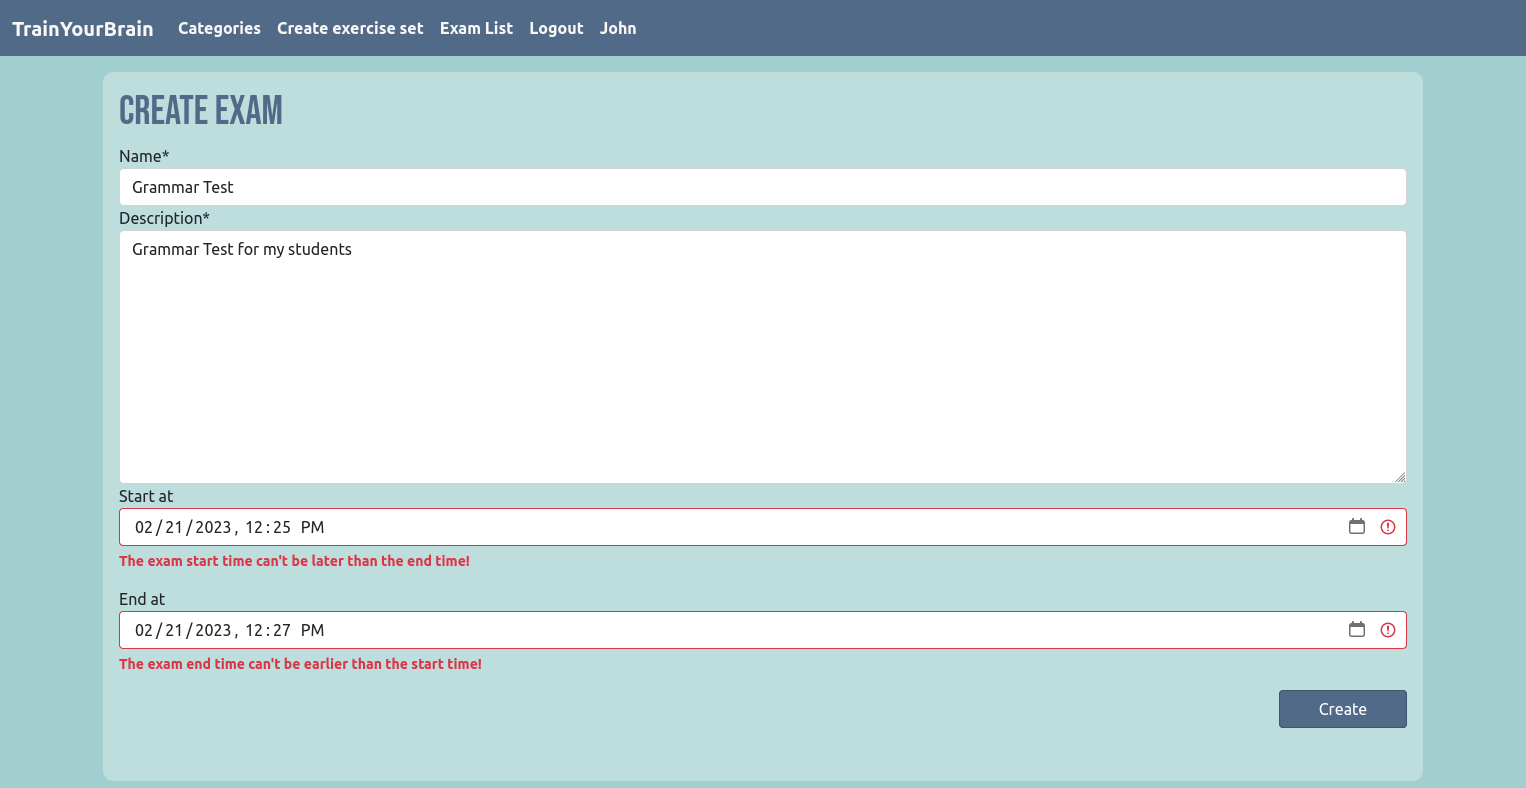 TrainYourBrain Categories Create exercise set Exam List Logout John
CREATE EXAM
Name*
Grammar Test
Description*
Grammar Test for my students
Start at
02/21/2023, 12:25 PM
The exam start time can't be later than the end time!
End at
02/21/2023, 12:27 PM
The exam end time can't be earlier than the start time!
Create